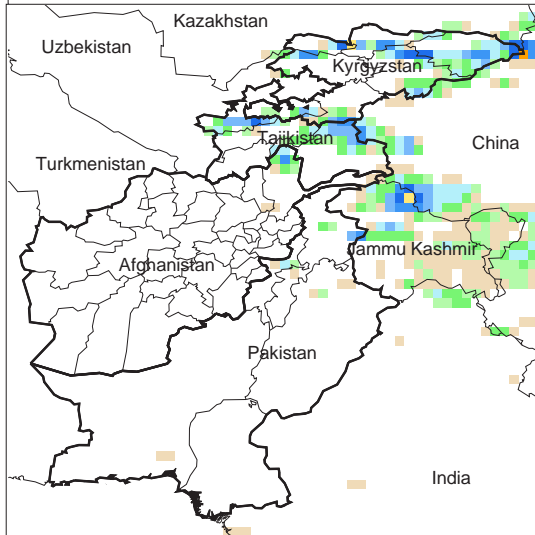 Kazakhstan
Uzbekistan
Kyrgyzstan
Tajikistan
China
Turkmenistan
Jammu Kashmir
Afghanistan
Pakistan
India